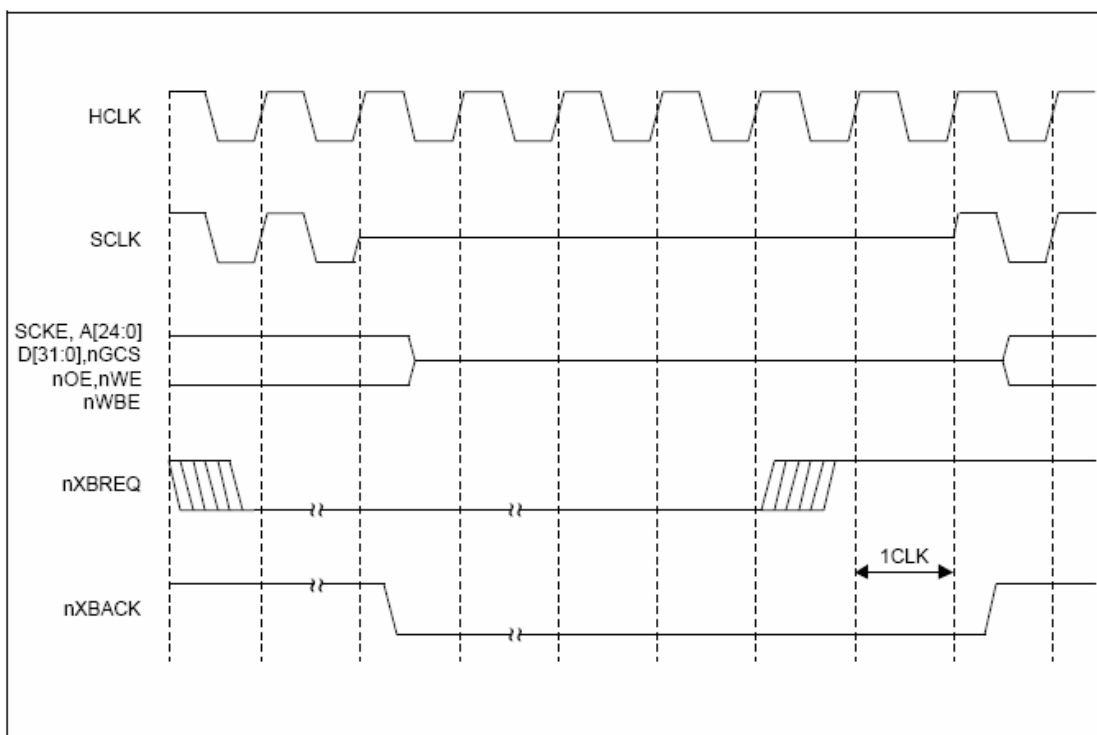 HCLK
SCLK
SCKE, A[24:0]
D[31:0],nGCS
nOE,nWE
nWBE
nXBREQ
1CLK
nXBACK